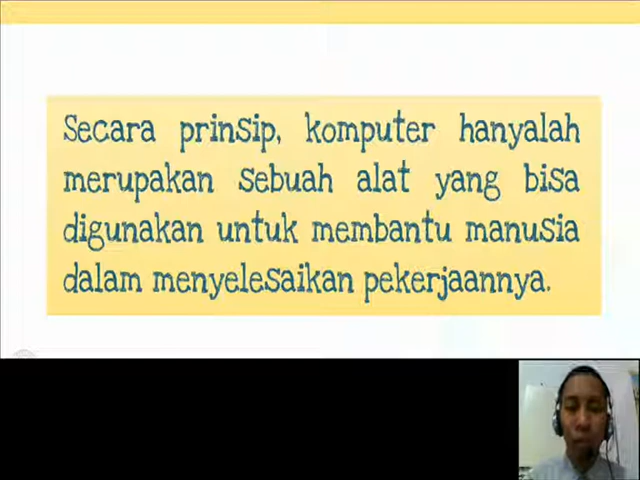 Secara prinsip, komputer hanyalah
merupakan sebuah alat yang bisa
digunakan untuk membantu manusia
dalam menyelesaikan pekerjaannya.